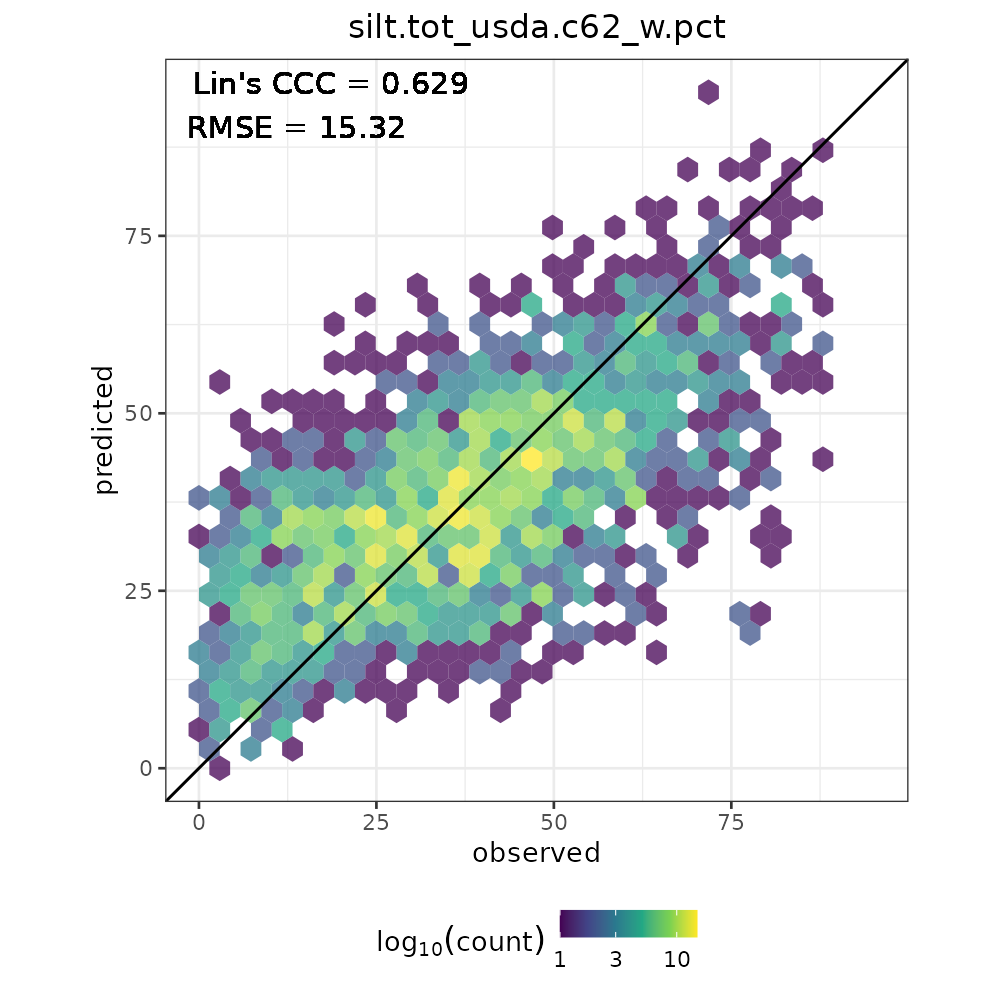 silt.tot_usda.c62_w.pct
Lin's CCC = 0.629
RMSE = 15.32
75
50
25
0
predicted
0 25 50 75
observed
log10(count)
1 3 10